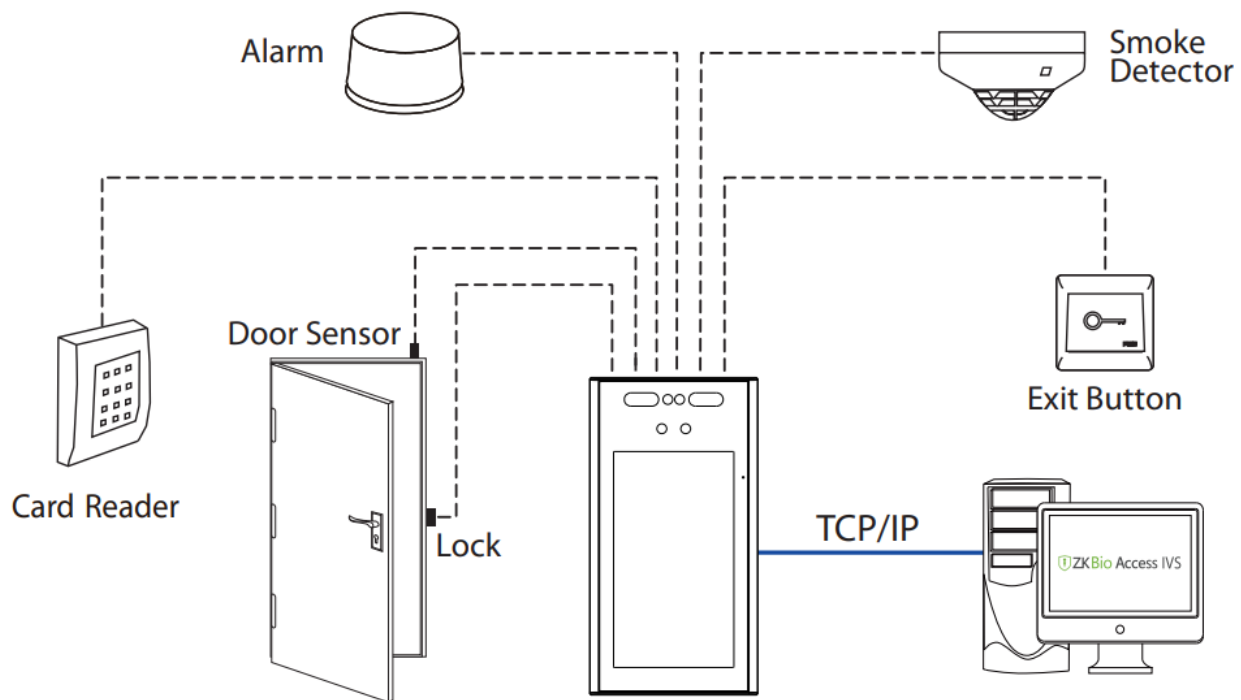 Alarm
Smoke
Detector
Door Sensor
Exit Button
Card Reader
Lock
TCP/IP
ZKBio Access IVS